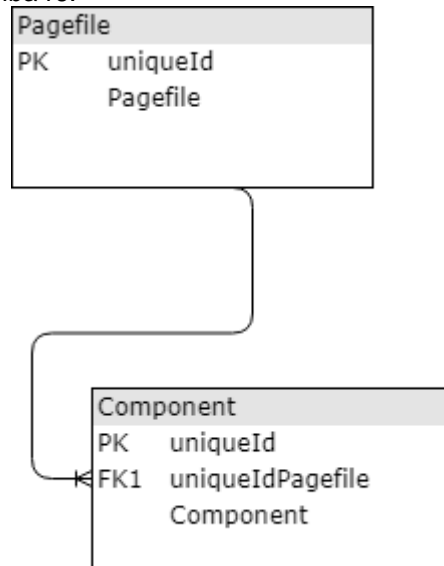 Pagefile
PK uniqueId
Pagefile
Component
PK uniqueId
FK1 uniqueIdPagefile
Component